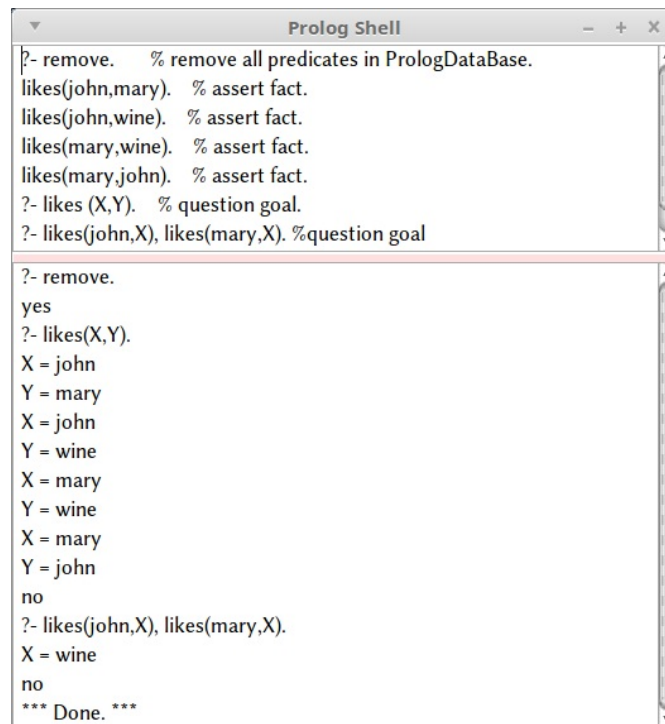 Prolog Shell
?- remove. % remove all predicates in PrologDataBase.
likes(john,mary). % assert fact.
likes(john,wine). % assert fact.
likes(mary,wine). % assert fact.
likes(mary,john). % assert fact.
?- likes (X,Y). % question goal.
?- likes(john,X), likes(mary,X). %question goal
?- remove.
yes
?- likes(X,Y).
X = john
Y = mary
X = john
Y = wine
X = mary
Y = wine
X = mary
Y = john
no
?- likes(john,X), likes(mary,X).
X = wine
no
*** Done. ***